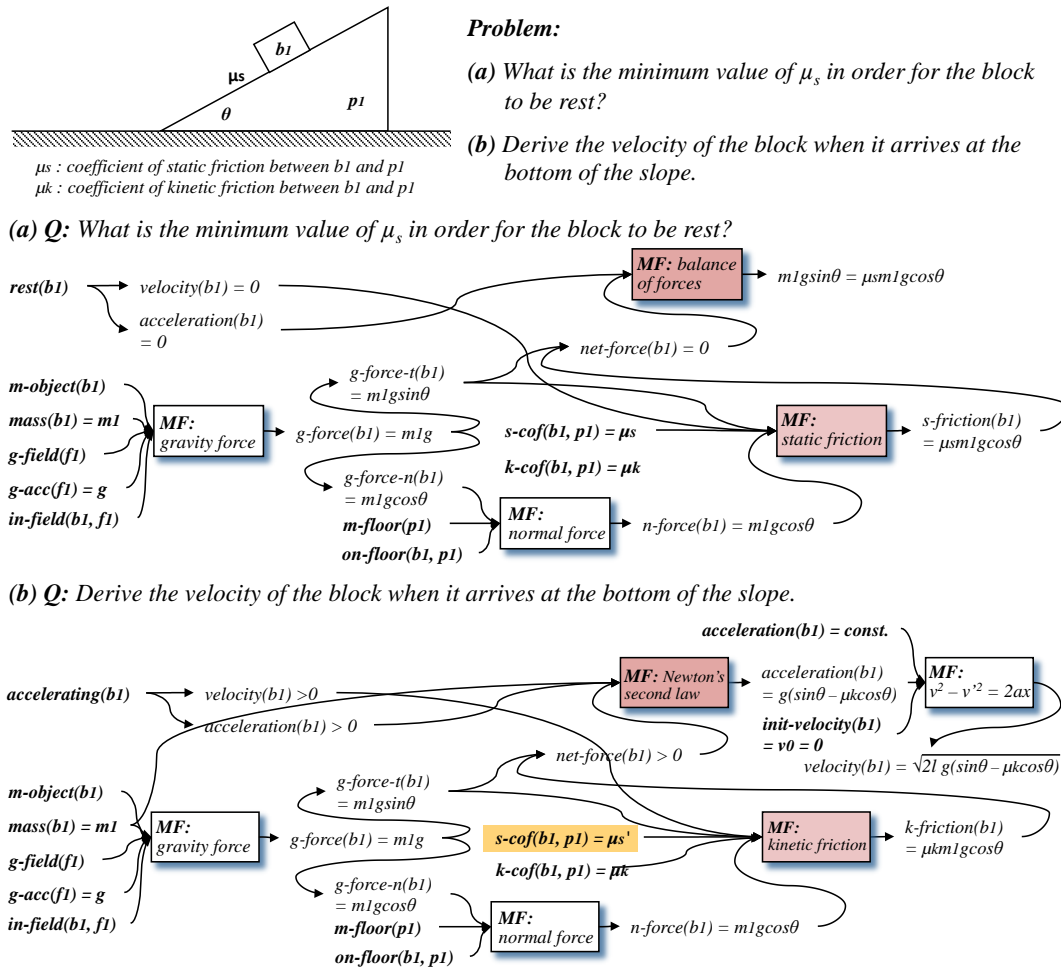 b1
μs
θ
p1
μs : coefficient of static friction between b1 and p1
μk : coefficient of kinetic friction between b1 and p1
Problem:
(a) What is the minimum value of μs in order for the block
to be rest?
(b) Derive the velocity of the block when it arrives at the
bottom of the slope.
(a) Q: What is the minimum value of μs in order for the block to be rest?
rest(b1)
velocity(b1) = 0
acceleration(b1)
= 0
MF: balance
of forces
m1gsinθ = μsm1gcosθ
net-force(b1) = 0
m-object(b1)
mass(b1) = m1
g-field(f1)
g-acc(f1) = g
in-field(b1, f1)
MF:
gravity force
g-force-t(b1)
= m1gsinθ
g-force(b1) = m1g
g-force-n(b1)
= m1gcosθ
m-floor(p1)
on-floor(b1, p1)
s-cof(b1, p1) = μs
k-cof(b1, p1) = μk
MF:
normal force
n-force(b1) = m1gcosθ
MF:
static friction
s-friction(b1)
= μsm1gcosθ
(b) Q: Derive the velocity of the block when it arrives at the bottom of the slope.
accelerating(b1)
velocity(b1) >0
acceleration(b1) > 0
MF: Newton's
second law
acceleration(b1) = const.
acceleration(b1)
= g(sinθ – μkcosθ)
init-velocity(b1)
= v0 = 0
MF:
v² – v'² = 2ax
velocity(b1) = √2l g(sinθ – μkcosθ)
net-force(b1) > 0
m-object(b1)
mass(b1) = m1
g-field(f1)
g-acc(f1) = g
in-field(b1, f1)
MF:
gravity force
g-force-t(b1)
= m1gsinθ
g-force(b1) = m1g
g-force-n(b1)
= m1gcosθ
m-floor(p1)
on-floor(b1, p1)
s-cof(b1, p1) = μs'
k-cof(b1, p1) = μk
MF:
normal force
n-force(b1) = m1gcosθ
MF:
kinetic friction
k-friction(b1)
= μkm1gcosθ